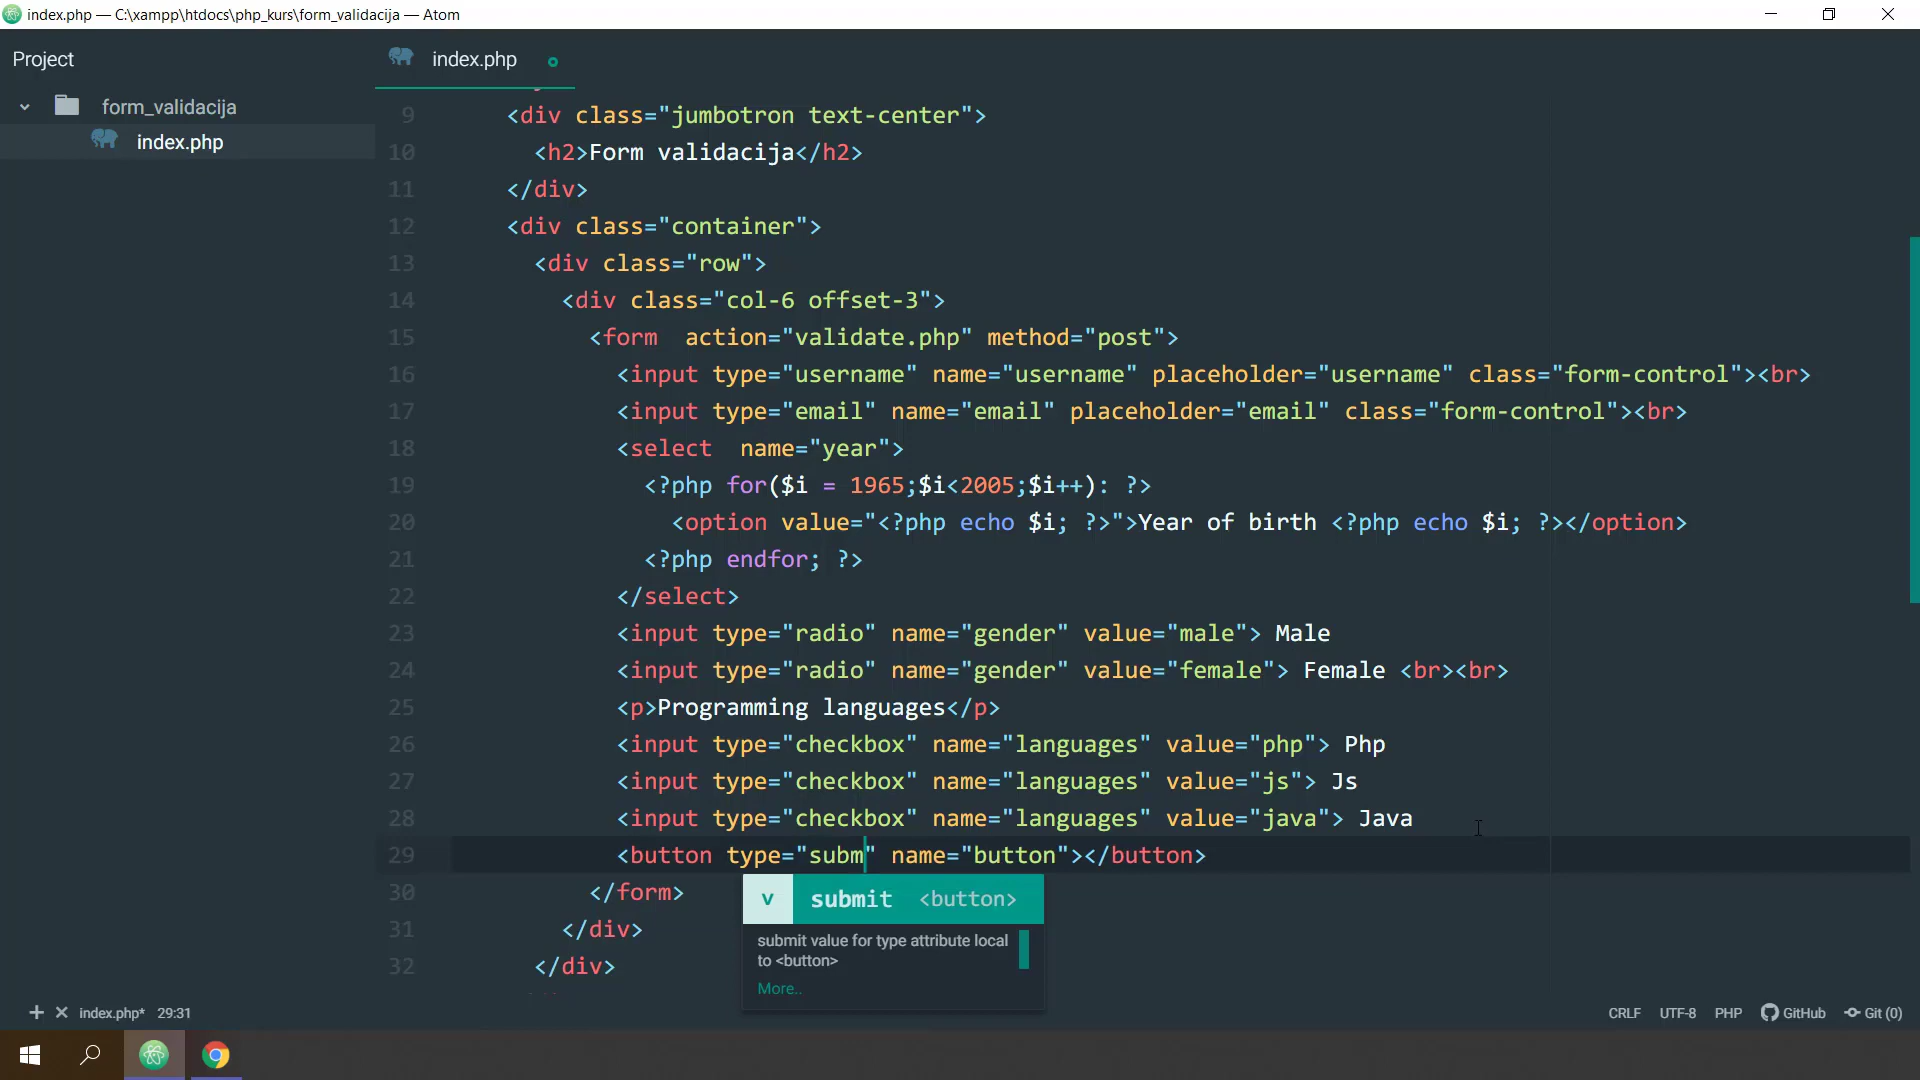 index.php — C:\xampp\htdocs\php_kurs\form_validacija — Atom
Project
form_validacija
index.php
index.php
9 <div class="jumbotron text-center">
10 <h2>Form validacija</h2>
11 </div>
12 <div class="container">
13 <div class="row">
14 <div class="col-6 offset-3">
15 <form  action="validate.php" method="post">
16 <input type="username" name="username" placeholder="username" class="form-control"><br>
17 <input type="email" name="email" placeholder="email" class="form-control"><br>
18 <select  name="year">
19 <?php for($i = 1965;$i<2005;$i++): ?>
20 <option value="<?php echo $i; ?>">Year of birth <?php echo $i; ?></option>
21 <?php endfor; ?>
22 </select>
23 <input type="radio" name="gender" value="male"> Male
24 <input type="radio" name="gender" value="female"> Female <br><br>
25 <p>Programming languages</p>
26 <input type="checkbox" name="languages" value="php"> Php
27 <input type="checkbox" name="languages" value="js"> Js
28 <input type="checkbox" name="languages" value="java"> Java
29 <button type="subm" name="button"></button>
30 </form>
31 </div>
32 </div>
v submit <button>
submit value for type attribute local
to <button>
More..
index.php* 29:31
CRLF UTF-8 PHP GitHub Git (0)